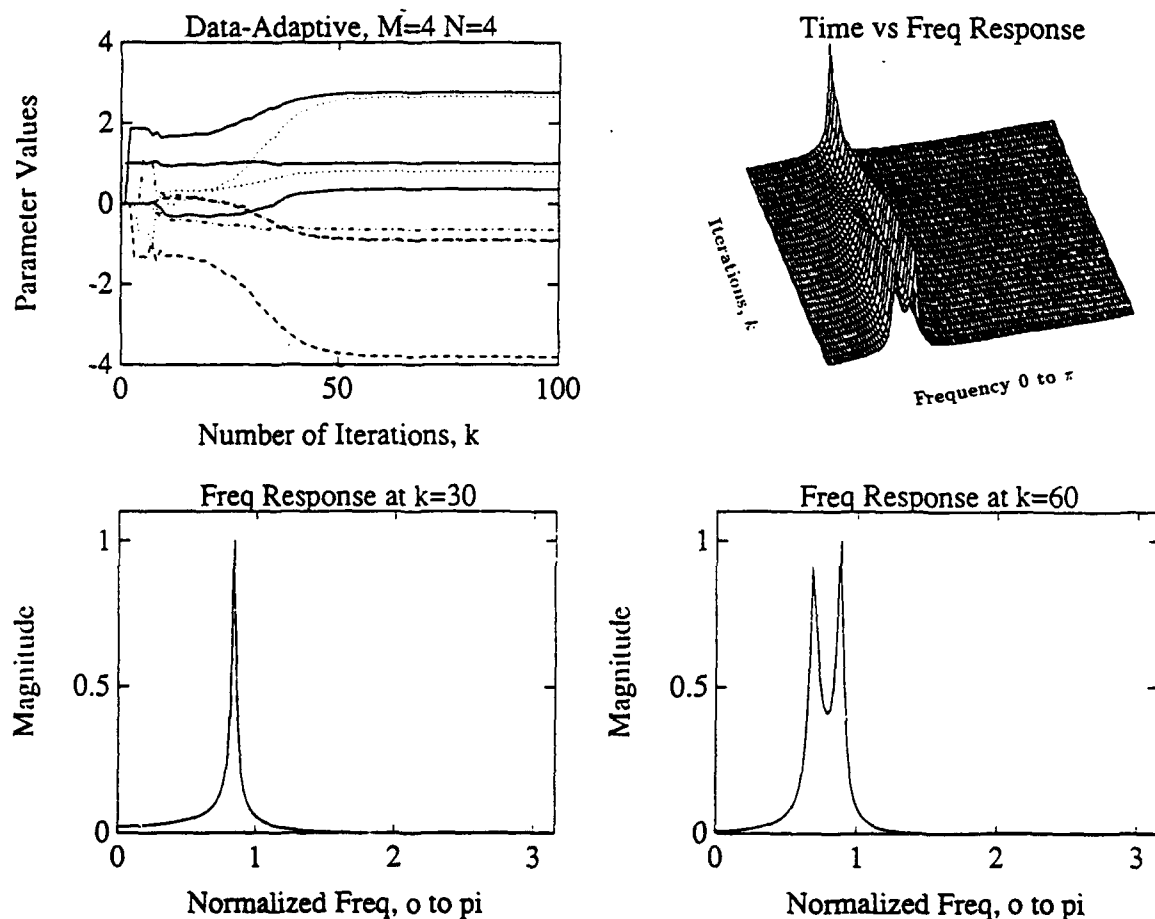 Data-Adaptive, M=4 N=4
4
2
0
-2
-4
0
50
100
Parameter Values
Number of Iterations, k
Time vs Freq Response
Iterations, k
Frequency 0 to π
Freq Response at k=30
1
0.5
0
0
1
2
3
Magnitude
Normalized Freq, o to pi
Freq Response at k=60
1
0.5
0
0
1
2
3
Magnitude
Normalized Freq, o to pi